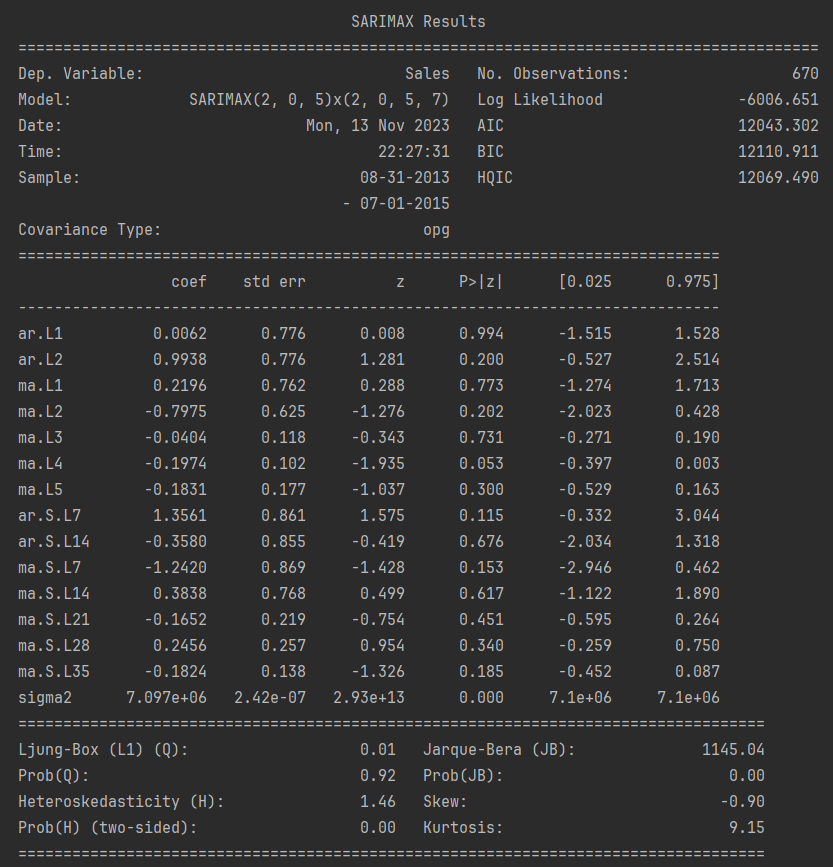 SARIMAX Results
==========================================================================================
Dep. Variable:                              Sales   No. Observations:                  670
Model:             SARIMAX(2, 0, 5)x(2, 0, 5, 7)   Log Likelihood               -6006.651
Date:                            Mon, 13 Nov 2023   AIC                          12043.302
Time:                                    22:27:31   BIC                          12110.911
Sample:                                08-31-2013   HQIC                         12069.490
- 07-01-2015
Covariance Type:                              opg
===============================================================================
coef    std err          z      P>|z|      [0.025      0.975]
-------------------------------------------------------------------------------
ar.L1          0.0062      0.776      0.008      0.994      -1.515       1.528
ar.L2          0.9938      0.776      1.281      0.200      -0.527       2.514
ma.L1          0.2196      0.762      0.288      0.773      -1.274       1.713
ma.L2         -0.7975      0.625     -1.276      0.202      -2.023       0.428
ma.L3         -0.0404      0.118     -0.343      0.731      -0.271       0.190
ma.L4         -0.1974      0.102     -1.935      0.053      -0.397       0.003
ma.L5         -0.1831      0.177     -1.037      0.300      -0.529       0.163
ar.S.L7        1.3561      0.861      1.575      0.115      -0.332       3.044
ar.S.L14      -0.3580      0.855     -0.419      0.676      -2.034       1.318
ma.S.L7       -1.2420      0.869     -1.428      0.153      -2.946       0.462
ma.S.L14       0.3838      0.768      0.499      0.617      -1.122       1.890
ma.S.L21      -0.1652      0.219     -0.754      0.451      -0.595       0.264
ma.S.L28       0.2456      0.257      0.954      0.340      -0.259       0.750
ma.S.L35      -0.1824      0.138     -1.326      0.185      -0.452       0.087
sigma2      7.097e+06   2.42e-07   2.93e+13      0.000     7.1e+06     7.1e+06
====================================================================================
Ljung-Box (L1) (Q):                   0.01   Jarque-Bera (JB):              1145.04
Prob(Q):                              0.92   Prob(JB):                         0.00
Heteroskedasticity (H):               1.46   Skew:                            -0.90
Prob(H) (two-sided):                  0.00   Kurtosis:                         9.15
====================================================================================